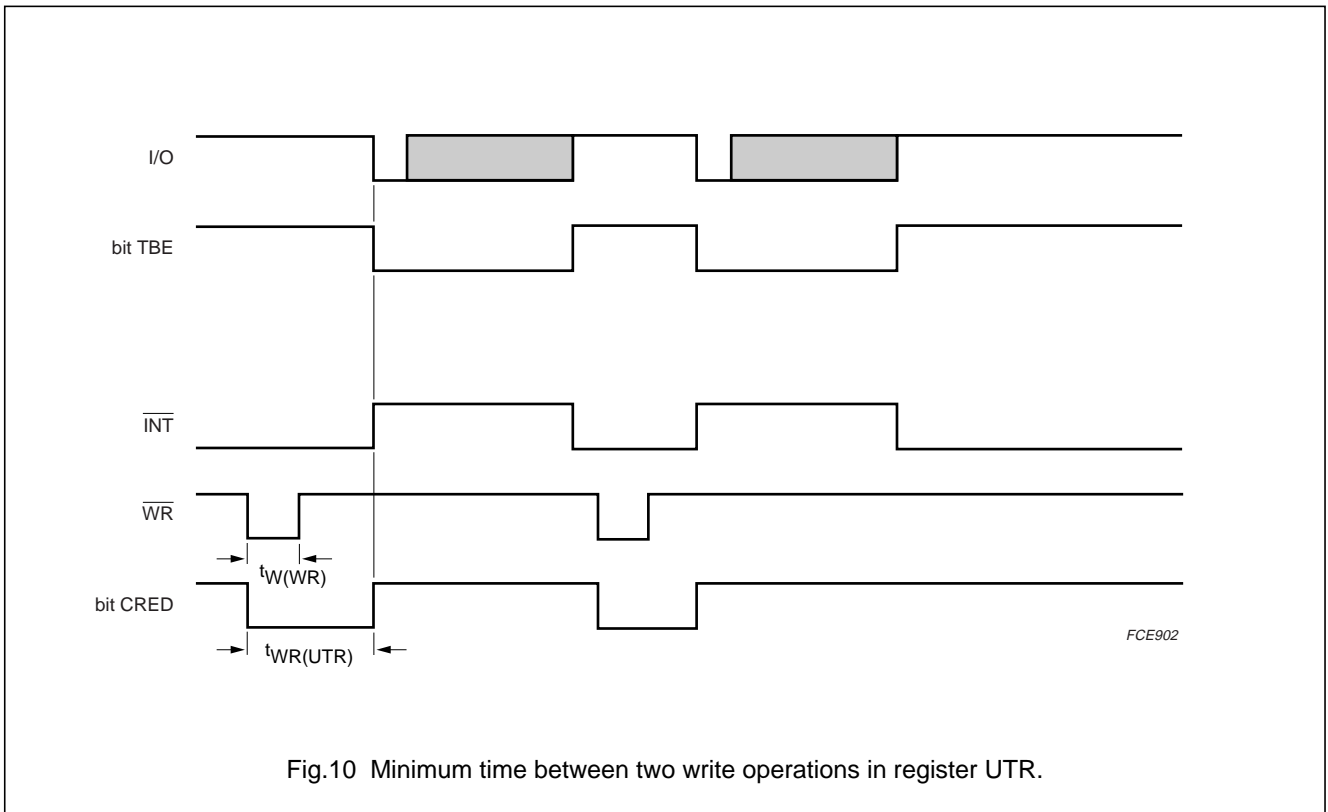 I/O
bit TBE
INT
WR
tW(WR)
bit CRED
tWR(UTR)
FCE902
Fig.10 Minimum time between two write operations in register UTR.